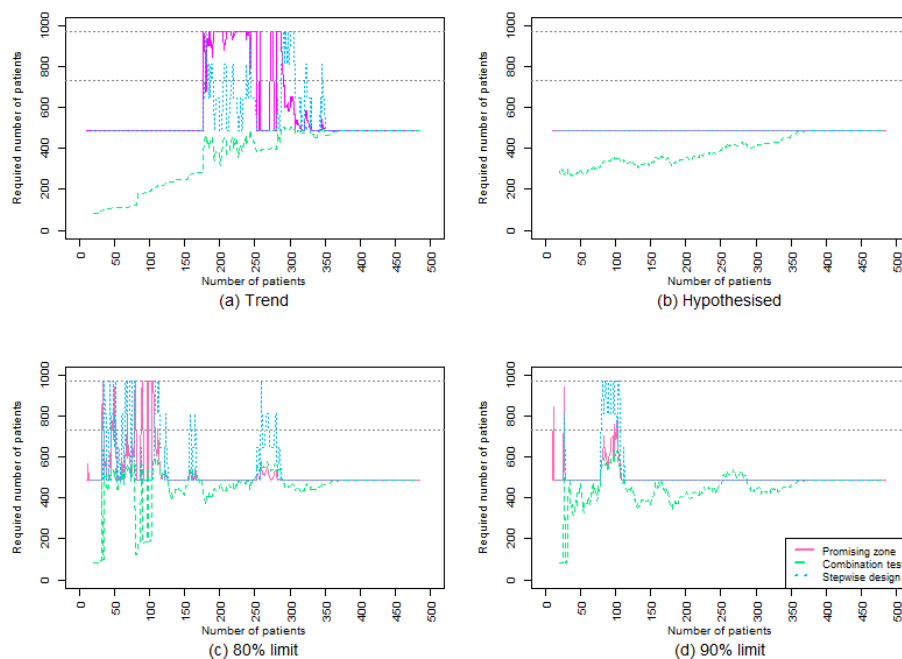 Required number of patients
0 200 400 600 800 1000
0 50 100 150 200 250 300 350 400 450 500
Number of patients
(a) Trend
Required number of patients
0 200 400 600 800 1000
0 50 100 150 200 250 300 350 400 450 500
Number of patients
(b) Hypothesised
Required number of patients
0 200 400 600 800 1000
0 50 100 150 200 250 300 350 400 450 500
Number of patients
(c) 80% limit
Required number of patients
0 200 400 600 800 1000
Promising zone
Combination test
Stepwise design
0 50 100 150 200 250 300 350 400 450 500
Number of patients
(d) 90% limit